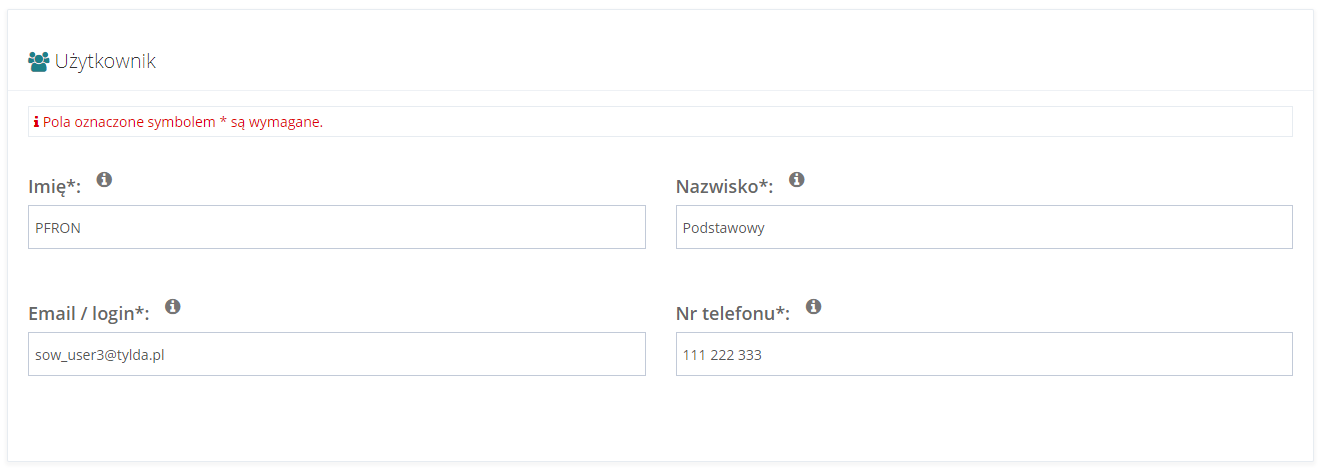 Użytkownik
Pola oznaczone symbolem * są wymagane.
Imię*:
Nazwisko*:
PFRON
Podstawowy
Email / login*:
Nr telefonu*:
sow_user3@tylda.pl
111 222 333